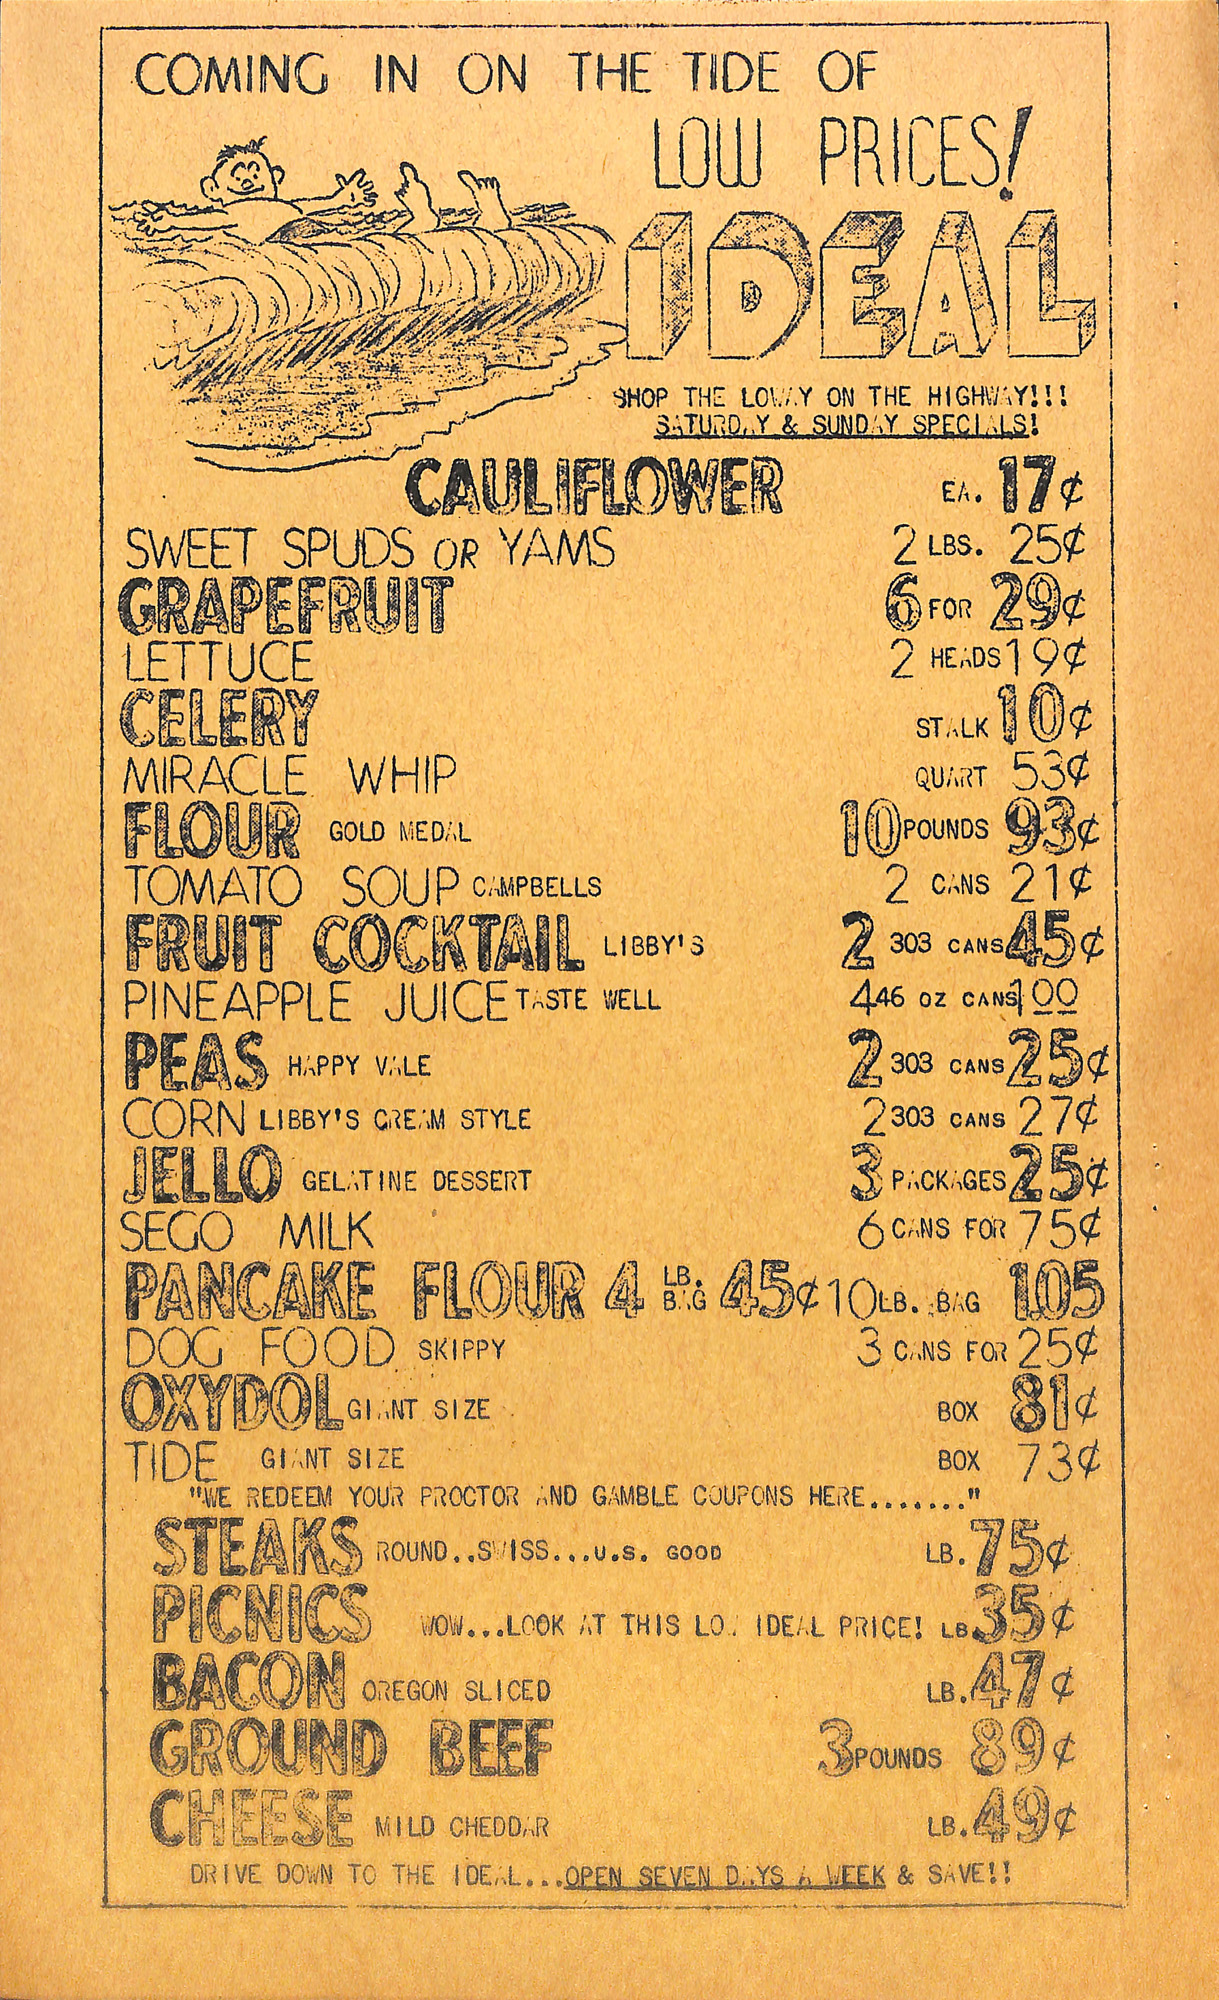 COMING IN ON THE TIDE OF
LOW PRICES!
IDEAL
SHOP THE LOWAY ON THE HIGHWAY!!!
SATURDAY & SUNDAY SPECIALS!
CAULIFLOWER EA. 17¢
SWEET SPUDS OR YAMS 2 LBS. 25¢
GRAPEFRUIT 6 FOR 29¢
LETTUCE 2 HEADS 19¢
CELERY STALK 10¢
MIRACLE WHIP QUART 53¢
FLOUR GOLD MEDAL 10 POUNDS 93¢
TOMATO SOUP CAMPBELLS 2 CANS 21¢
FRUIT COCKTAIL LIBBY'S 2 303 CANS 45¢
PINEAPPLE JUICE TASTE WELL 4 46 OZ CANS 1 00
PEAS HAPPY VALE 2 303 CANS 25¢
CORN LIBBY'S CREAM STYLE 2 303 CANS 27¢
JELLO GELATINE DESSERT 3 PACKAGES 25¢
SEGO MILK 6 CANS FOR 75¢
PANCAKE FLOUR 4 LB. BAG 45¢ 10 LB. BAG 1.05
DOG FOOD SKIPPY 3 CANS FOR 25¢
OXYDOL GIANT SIZE BOX 81¢
TIDE GIANT SIZE BOX 73¢
"WE REDEEM YOUR PROCTOR AND GAMBLE COUPONS HERE........"
STEAKS ROUND..SWISS...U.S. GOOD LB. 75¢
PICNICS WOW...LOOK AT THIS LOW IDEAL PRICE! LB 35¢
BACON OREGON SLICED LB. 47¢
GROUND BEEF 3 POUNDS 89¢
CHEESE MILD CHEDDAR LB. 49¢
DRIVE DOWN TO THE IDEAL...OPEN SEVEN DAYS A WEEK & SAVE!!